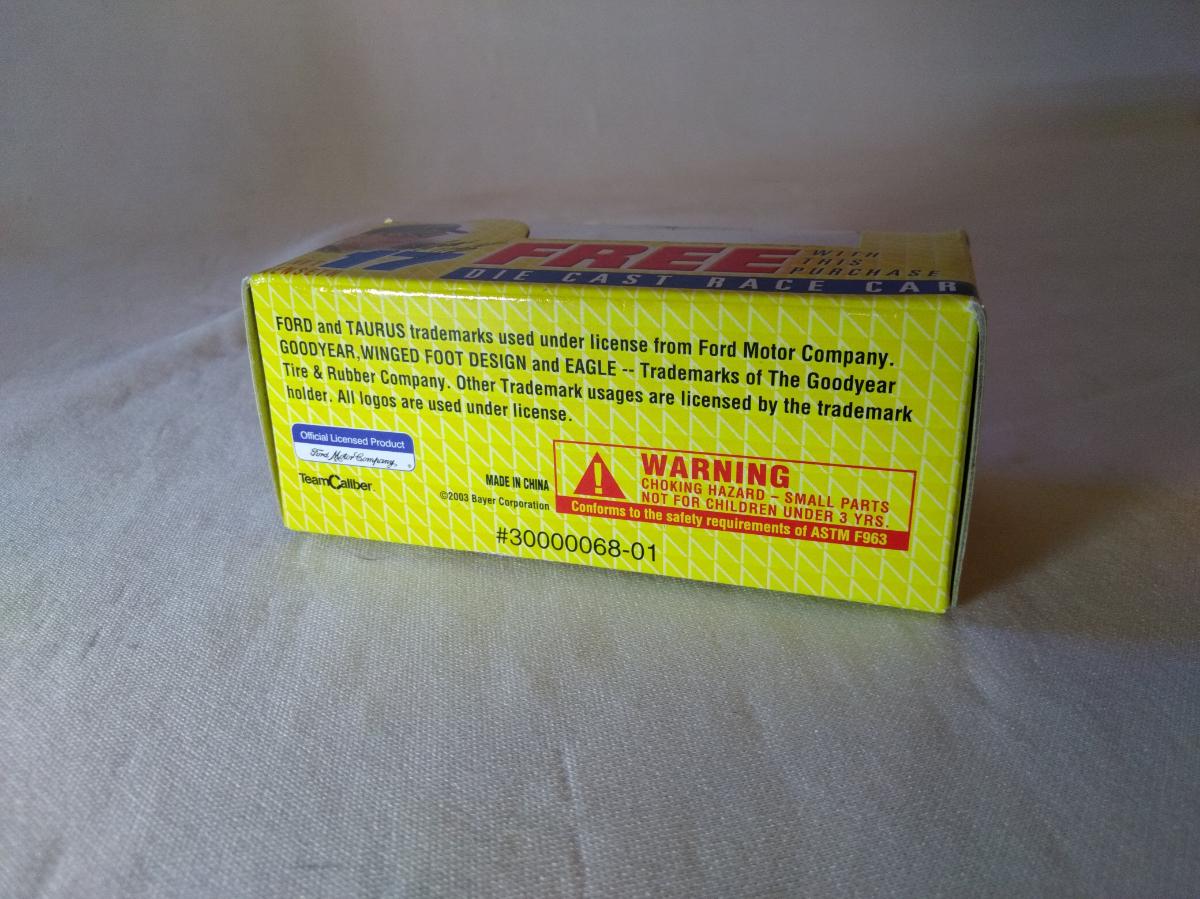 17
FREE
WITH
THIS
PURCHASE
DIE CAST RACE CAR
FORD and TAURUS trademarks used under license from Ford Motor Company.
GOODYEAR,WINGED FOOT DESIGN and EAGLE -- Trademarks of The Goodyear
Tire & Rubber Company. Other Trademark usages are licensed by the trademark
holder. All logos are used under license.
Official Licensed Product
Ford Motor Company
TeamCaliber
MADE IN CHINA
©2003 Bayer Corporation
WARNING
CHOKING HAZARD – SMALL PARTS
NOT FOR CHILDREN UNDER 3 YRS.
Conforms to the safety requirements of ASTM F963
#30000068-01